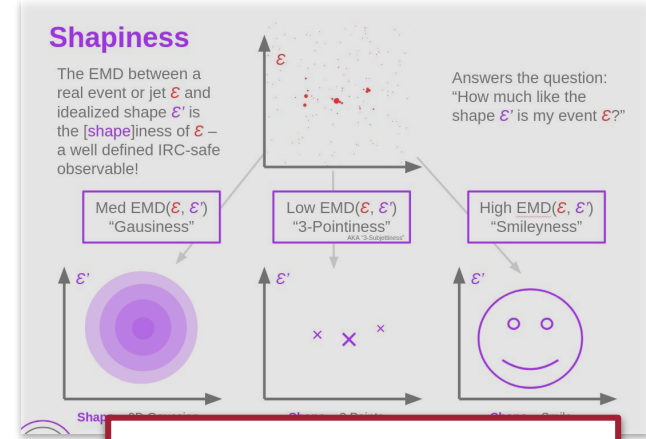 Shapiness
The EMD between a
real event or jet ℰ and
idealized shape ℰ' is
the [shape]iness of ℰ –
a well defined IRC-safe
observable!
ℰ
Answers the question:
"How much like the
shape ℰ' is my event ℰ?"
Med EMD(ℰ, ℰ')
"Gausiness"
Low EMD(ℰ, ℰ')
"3-Pointiness"
AKA "3-Subjettiness"
High EMD(ℰ, ℰ')
"Smileyness"
ℰ'
ℰ'
ℰ'